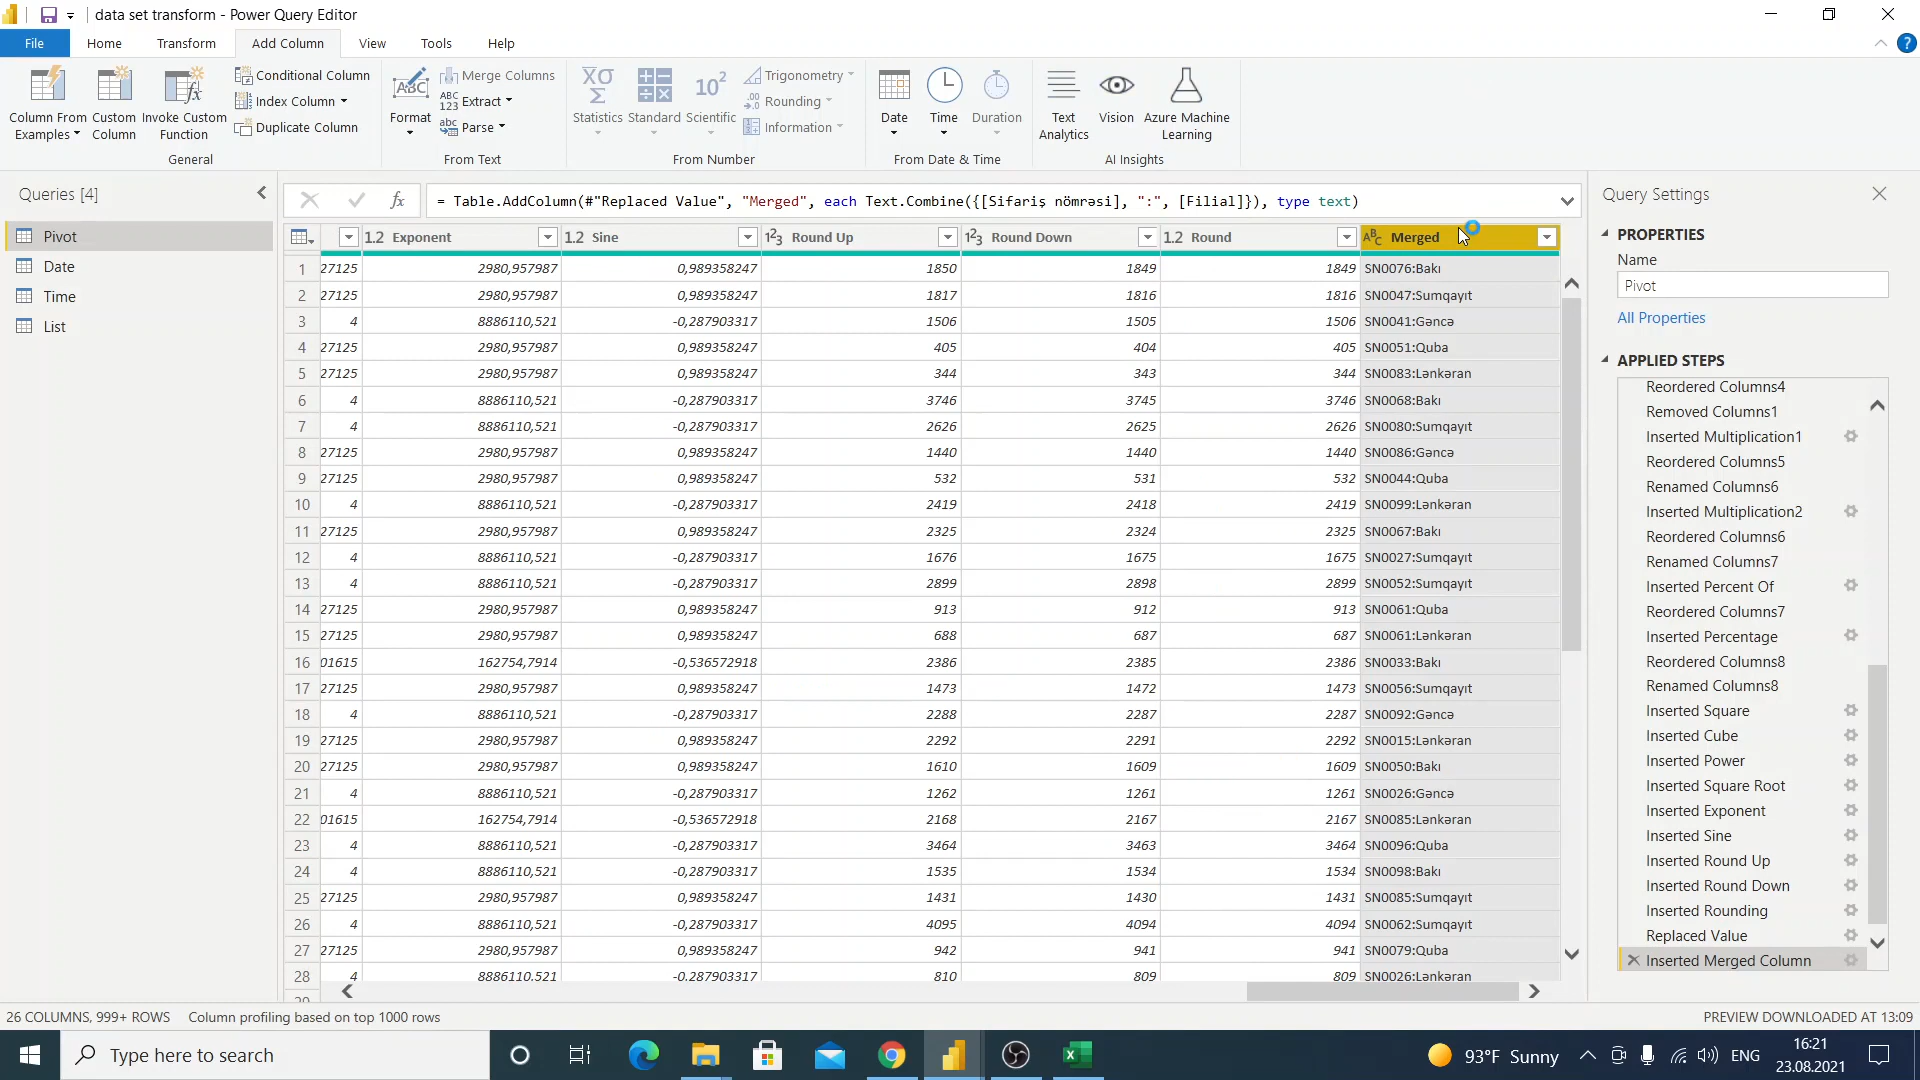 data set transform - Power Query Editor
File
Home
Transform
Add Column
View
Tools
Help
Column From Examples
Custom Column
Invoke Custom Function
Conditional Column
Index Column
Duplicate Column
General
Format
Merge Columns
Extract
Parse
From Text
Statistics
Standard
Scientific
Trigonometry
Rounding
Information
From Number
Date
Time
Duration
From Date & Time
Text Analytics
Vision
Azure Machine Learning
AI Insights
Queries [4]
Pivot
Date
Time
List
= Table.AddColumn(#"Replaced Value", "Merged", each Text.Combine({[Sifariş nömrəsi], ":", [Filial]}), type text)
1.2 Exponent 1.2 Sine 1²3 Round Up 1²3 Round Down 1.2 Round ABC Merged
1 27125 2980,957987 0,989358247 1850 1849 1849 SN0076:Bakı
2 27125 2980,957987 0,989358247 1817 1816 1816 SN0047:Sumqayıt
3 4 8886110,521 -0,287903317 1506 1505 1506 SN0041:Gəncə
4 27125 2980,957987 0,989358247 405 404 405 SN0051:Quba
5 27125 2980,957987 0,989358247 344 343 344 SN0083:Lənkəran
6 4 8886110,521 -0,287903317 3746 3745 3746 SN0068:Bakı
7 4 8886110,521 -0,287903317 2626 2625 2626 SN0080:Sumqayıt
8 27125 2980,957987 0,989358247 1440 1440 1440 SN0086:Gəncə
9 27125 2980,957987 0,989358247 532 531 532 SN0044:Quba
10 4 8886110,521 -0,287903317 2419 2418 2419 SN0099:Lənkəran
11 27125 2980,957987 0,989358247 2325 2324 2325 SN0067:Bakı
12 4 8886110,521 -0,287903317 1676 1675 1675 SN0027:Sumqayıt
13 4 8886110,521 -0,287903317 2899 2898 2899 SN0052:Sumqayıt
14 27125 2980,957987 0,989358247 913 912 913 SN0061:Quba
15 27125 2980,957987 0,989358247 688 687 687 SN0061:Lənkəran
16 01615 162754,7914 -0,536572918 2386 2385 2386 SN0033:Bakı
17 27125 2980,957987 0,989358247 1473 1472 1473 SN0056:Sumqayıt
18 4 8886110,521 -0,287903317 2288 2287 2287 SN0092:Gəncə
19 27125 2980,957987 0,989358247 2292 2291 2292 SN0015:Lənkəran
20 27125 2980,957987 0,989358247 1610 1609 1609 SN0050:Bakı
21 4 8886110,521 -0,287903317 1262 1261 1261 SN0026:Gəncə
22 01615 162754,7914 -0,536572918 2168 2167 2167 SN0085:Lənkəran
23 4 8886110,521 -0,287903317 3464 3463 3464 SN0096:Quba
24 4 8886110,521 -0,287903317 1535 1534 1534 SN0098:Bakı
25 27125 2980,957987 0,989358247 1431 1430 1431 SN0085:Sumqayıt
26 4 8886110,521 -0,287903317 4095 4094 4094 SN0062:Sumqayıt
27 27125 2980,957987 0,989358247 942 941 941 SN0079:Quba
28 4 8886110,521 -0,287903317 810 809 809 SN0026:Lənkəran
Query Settings
PROPERTIES
Name
Pivot
All Properties
APPLIED STEPS
Reordered Columns4
Removed Columns1
Inserted Multiplication1
Reordered Columns5
Renamed Columns6
Inserted Multiplication2
Reordered Columns6
Renamed Columns7
Inserted Percent Of
Reordered Columns7
Inserted Percentage
Reordered Columns8
Renamed Columns8
Inserted Square
Inserted Cube
Inserted Power
Inserted Square Root
Inserted Exponent
Inserted Sine
Inserted Round Up
Inserted Round Down
Inserted Rounding
Replaced Value
Inserted Merged Column
26 COLUMNS, 999+ ROWS Column profiling based on top 1000 rows
PREVIEW DOWNLOADED AT 13:09
Type here to search
93°F Sunny
ENG
16:21
23.08.2021